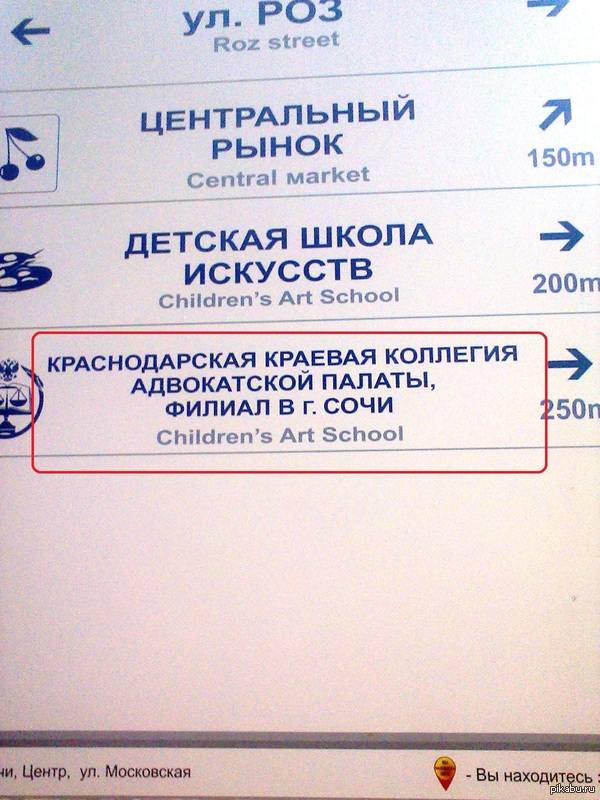 ул. РОЗ
Roz street
ЦЕНТРАЛЬНЫЙ
РЫНОК
Central мarket
150m
ДЕТСКАЯ ШКОЛА
ИСКУССТВ
Children's Art School
200m
КРАСНОДАРСКАЯ КРАЕВАЯ КОЛЛЕГИЯ
АДВОКАТСКОЙ ПАЛАТЫ,
ФИЛИАЛ В г. СОЧИ
Children's Art School
250m
Центр, ул. Московская
- Вы находитесь
pikabu.ru